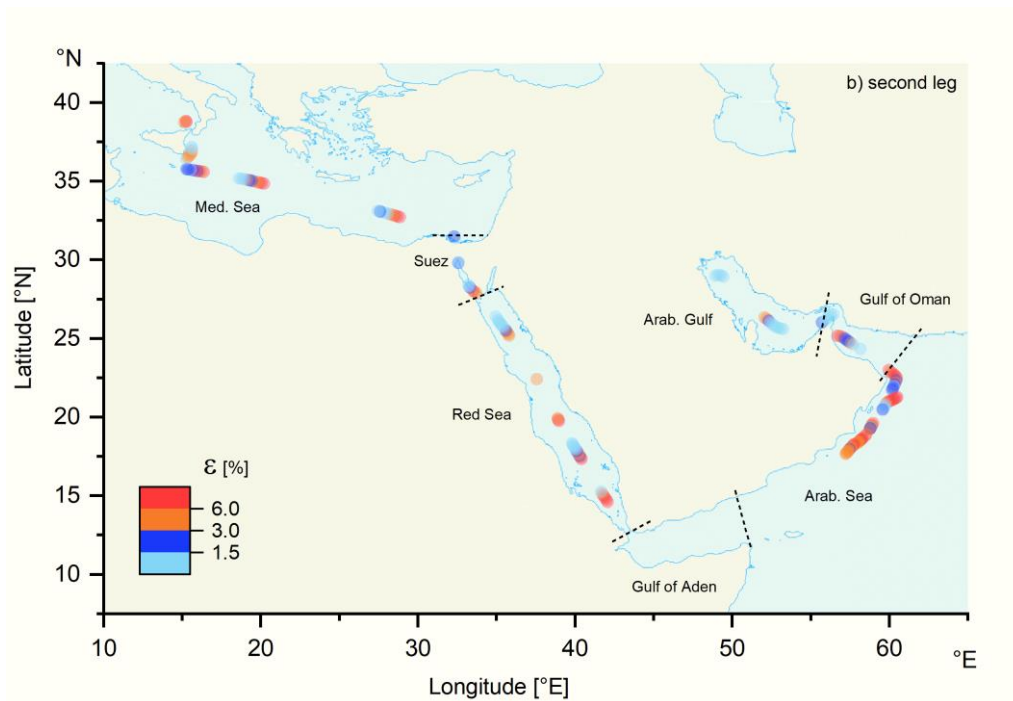 °N
b) second leg
40
35
30
25
20
15
10
Latitude [°N]
Med. Sea
Suez
Arab. Gulf
Gulf of Oman
Red Sea
Arab. Sea
Gulf of Aden
ε [%]
6.0
3.0
1.5
10 20 30 40 50 60
°E
Longitude [°E]